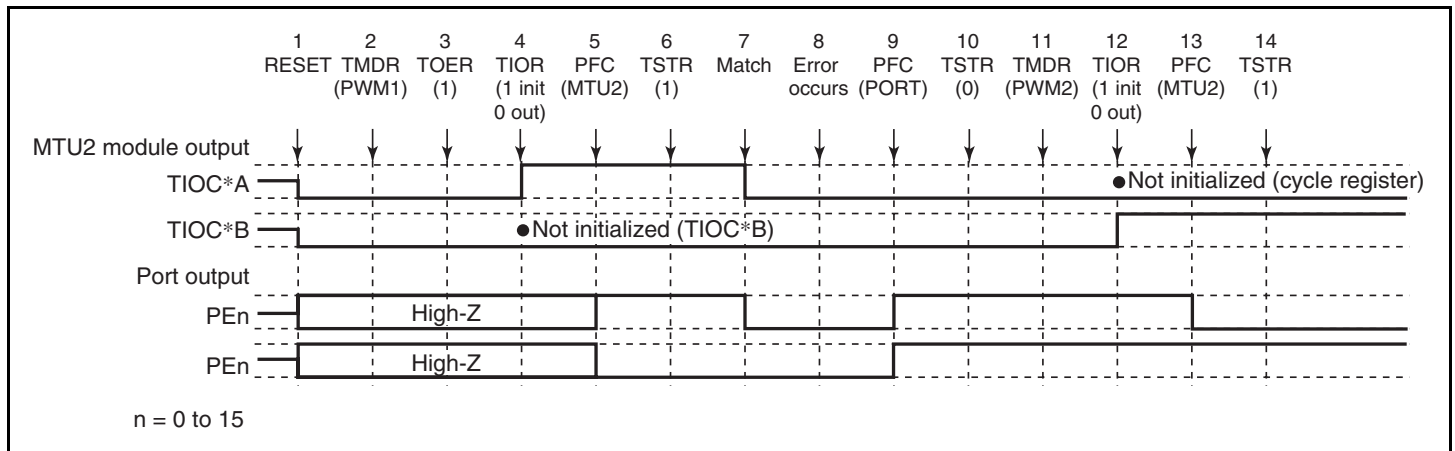 1 2 3 4 5 6 7 8 9 10 11 12 13 14
RESET TMDR TOER TIOR PFC TSTR Match Error PFC TSTR TMDR TIOR PFC TSTR
(PWM1) (1) (1 init (MTU2) (1) occurs (PORT) (0) (PWM2) (1 init (MTU2) (1)
0 out) 0 out)
MTU2 module output
TIOC*A ●Not initialized (cycle register)
TIOC*B ●Not initialized (TIOC*B)
Port output
PEn High-Z
PEn High-Z
n = 0 to 15